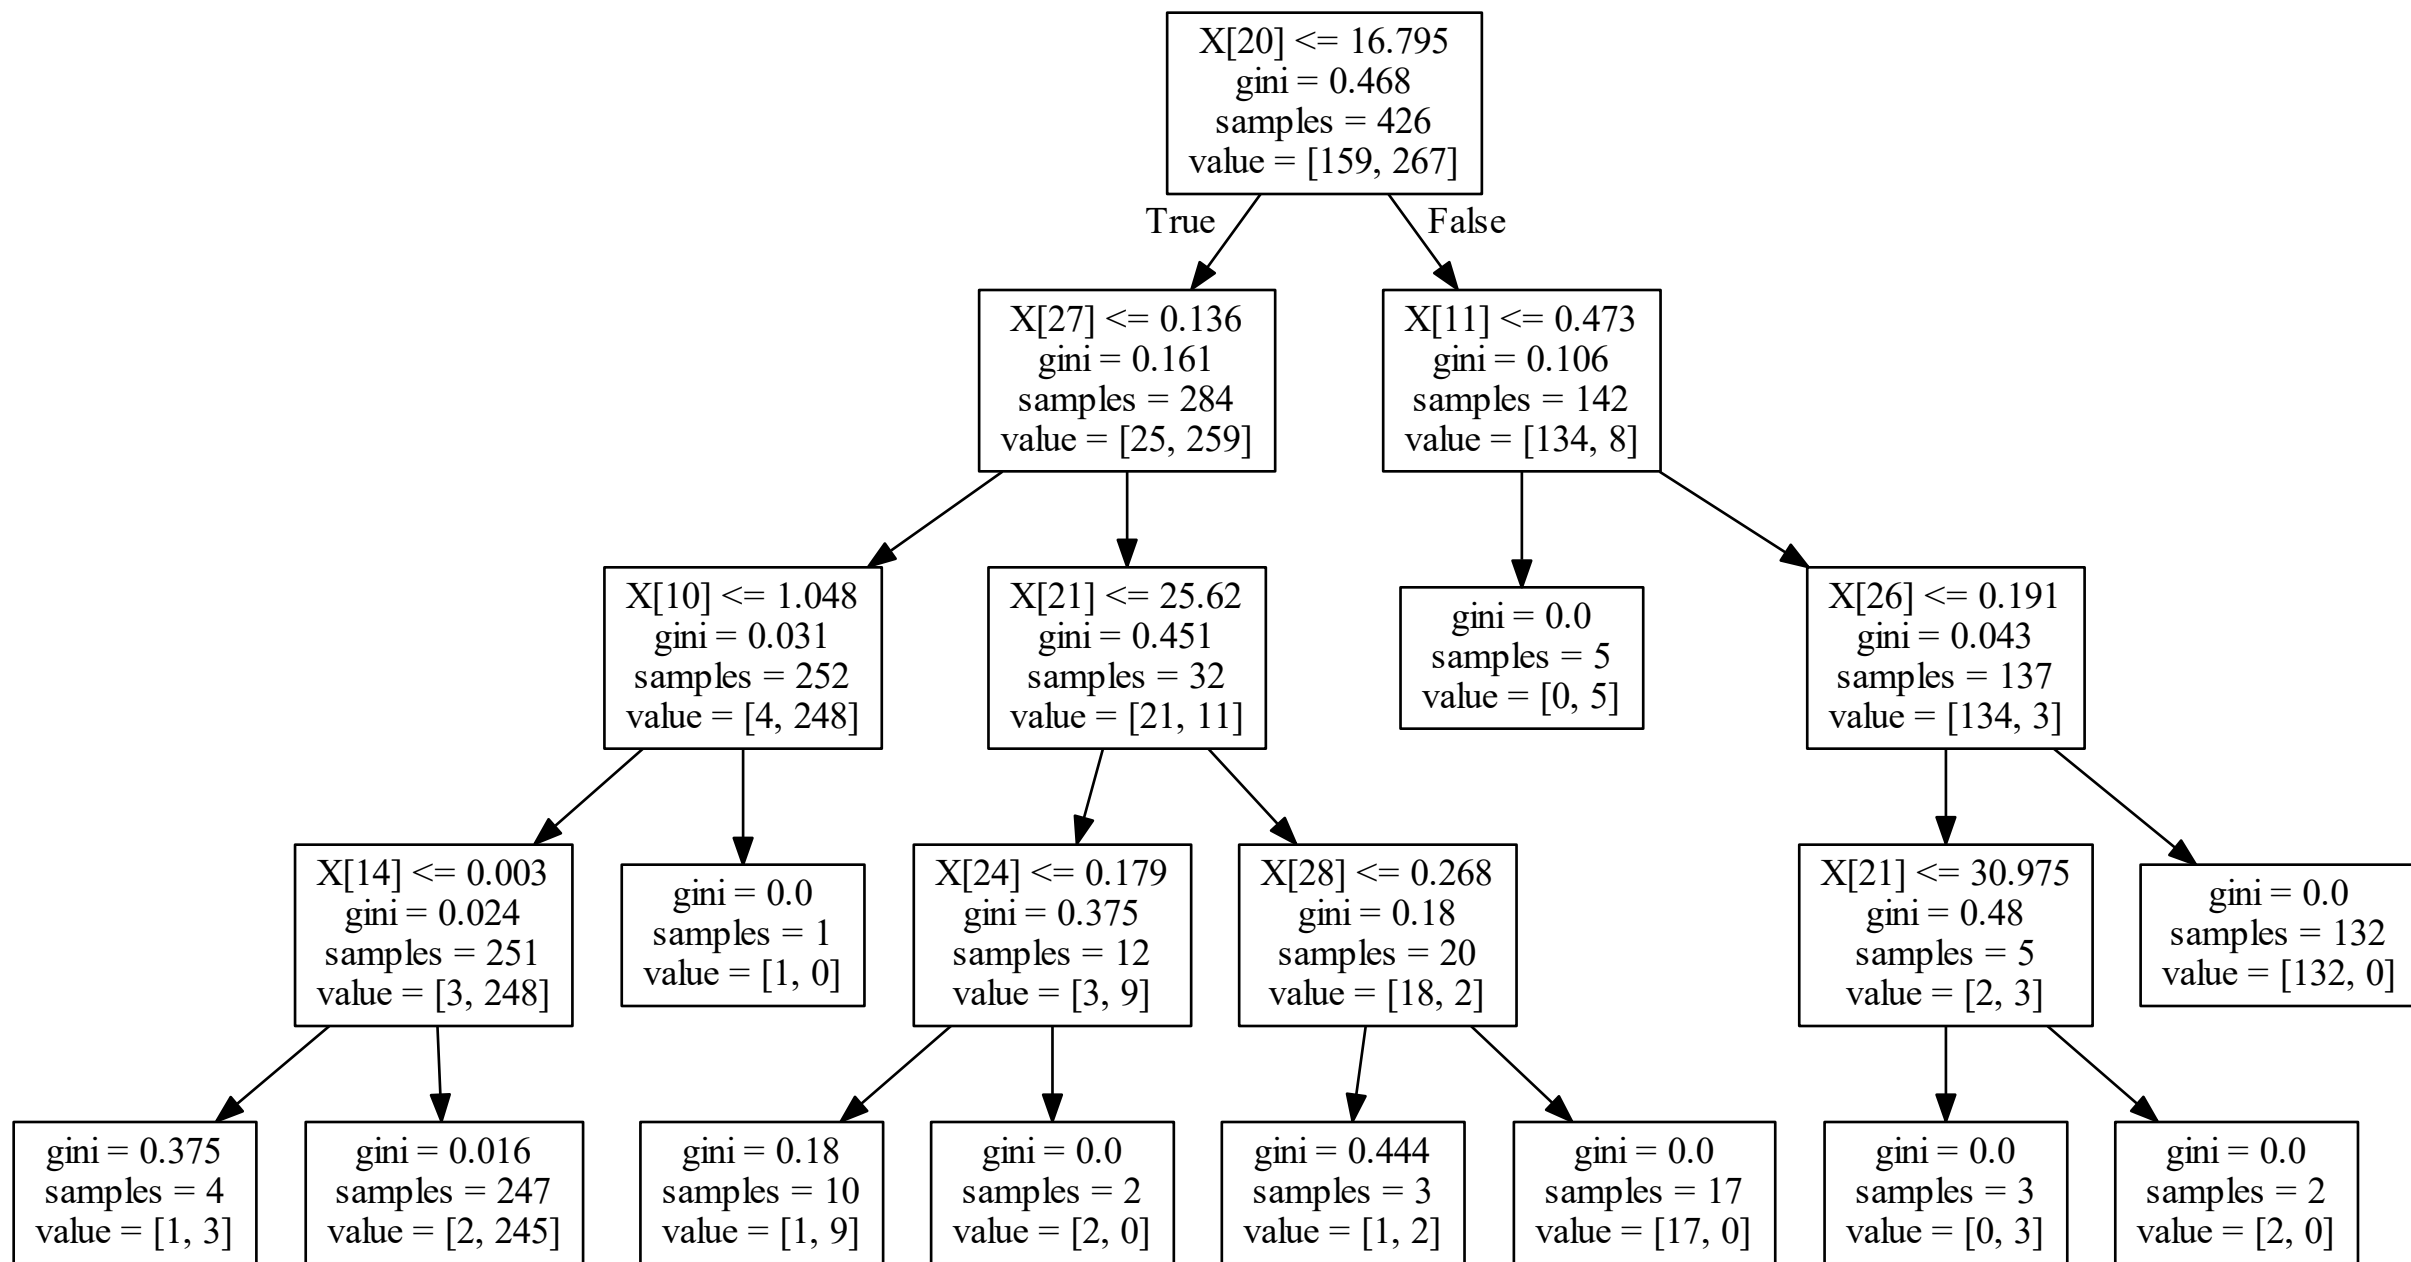 X[20] <= 16.795
gini = 0.468
samples = 426
value = [159, 267]
True
False
X[27] <= 0.136
gini = 0.161
samples = 284
value = [25, 259]
X[11] <= 0.473
gini = 0.106
samples = 142
value = [134, 8]
X[10] <= 1.048
gini = 0.031
samples = 252
value = [4, 248]
X[21] <= 25.62
gini = 0.451
samples = 32
value = [21, 11]
gini = 0.0
samples = 5
value = [0, 5]
X[26] <= 0.191
gini = 0.043
samples = 137
value = [134, 3]
X[14] <= 0.003
gini = 0.024
samples = 251
value = [3, 248]
gini = 0.0
samples = 1
value = [1, 0]
X[24] <= 0.179
gini = 0.375
samples = 12
value = [3, 9]
X[28] <= 0.268
gini = 0.18
samples = 20
value = [18, 2]
X[21] <= 30.975
gini = 0.48
samples = 5
value = [2, 3]
gini = 0.0
samples = 132
value = [132, 0]
gini = 0.375
samples = 4
value = [1, 3]
gini = 0.016
samples = 247
value = [2, 245]
gini = 0.18
samples = 10
value = [1, 9]
gini = 0.0
samples = 2
value = [2, 0]
gini = 0.444
samples = 3
value = [1, 2]
gini = 0.0
samples = 17
value = [17, 0]
gini = 0.0
samples = 3
value = [0, 3]
gini = 0.0
samples = 2
value = [2, 0]